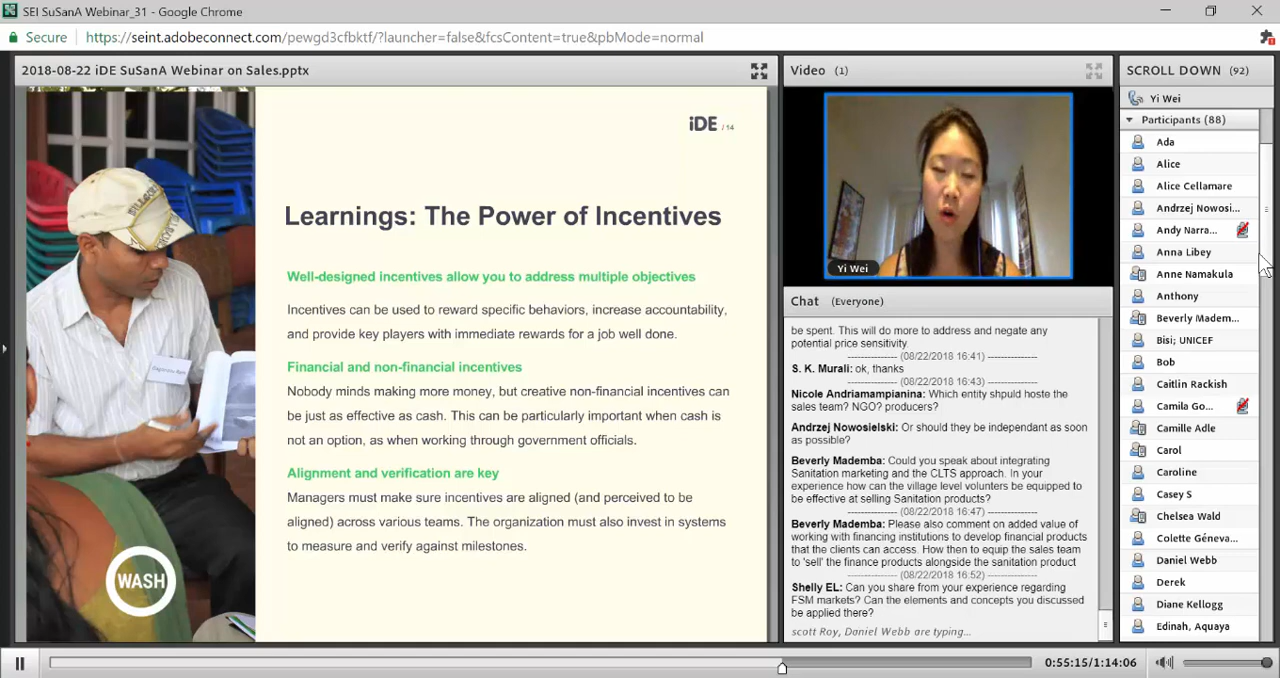 SEI SuSanA Webinar_31 - Google Chrome
Secure
https://seint.adobeconnect.com/pewgd3cfbktf/?launcher=false&fcsContent=true&pbMode=normal
2018-08-22 iDE SuSanA Webinar on Sales.pptx
iDE / 14
Learnings: The Power of Incentives
Well-designed incentives allow you to address multiple objectives
Incentives can be used to reward specific behaviors, increase accountability,
and provide key players with immediate rewards for a job well done.
Financial and non-financial incentives
Nobody minds making more money, but creative non-financial incentives can
be just as effective as cash. This can be particularly important when cash is
not an option, as when working through government officials.
Alignment and verification are key
Managers must make sure incentives are aligned (and perceived to be
aligned) across various teams. The organization must also invest in systems
to measure and verify against milestones.
WASH
Video (1)
Yi Wei
Chat (Everyone)
be spent. This will do more to address and negate any
potential price sensitivity.
--------------- (08/22/2018 16:41) ---------------
S. K. Murali: ok, thanks
--------------- (08/22/2018 16:43) ---------------
Nicole Andriamampianina: Which entity shpuld hoste the
sales team? NGO? producers?
Andrzej Nowosielski: Or should they be independant as soon
as possible?
Beverly Mademba: Could you speak about integrating
Sanitation marketing and the CLTS approach. In your
experience how can the village level volunters be equipped to
be effective at selling Sanitation products?
--------------- (08/22/2018 16:47) ---------------
Beverly Mademba: Please also comment on added value of
working with financing institutions to develop financial products
that the clients can access. How then to equip the sales team
to 'sell' the finance products alongside the sanitation product
--------------- (08/22/2018 16:52) ---------------
Shelly EL: Can you share from your experience regarding
FSM markets? Can the elements and concepts you discussed
be applied there?
scott Roy, Daniel Webb are typing...
SCROLL DOWN (92)
Yi Wei
Participants (88)
Ada
Alice
Alice Cellamare
Andrzej Nowosi...
Andy Narra...
Anna Libey
Anne Namakula
Anthony
Beverly Madem...
Bisi; UNICEF
Bob
Caitlin Rackish
Camila Go...
Camille Adle
Carol
Caroline
Casey S
Chelsea Wald
Colette Géneva...
Daniel Webb
Derek
Diane Kellogg
Edinah, Aquaya
0:55:15/1:14:06